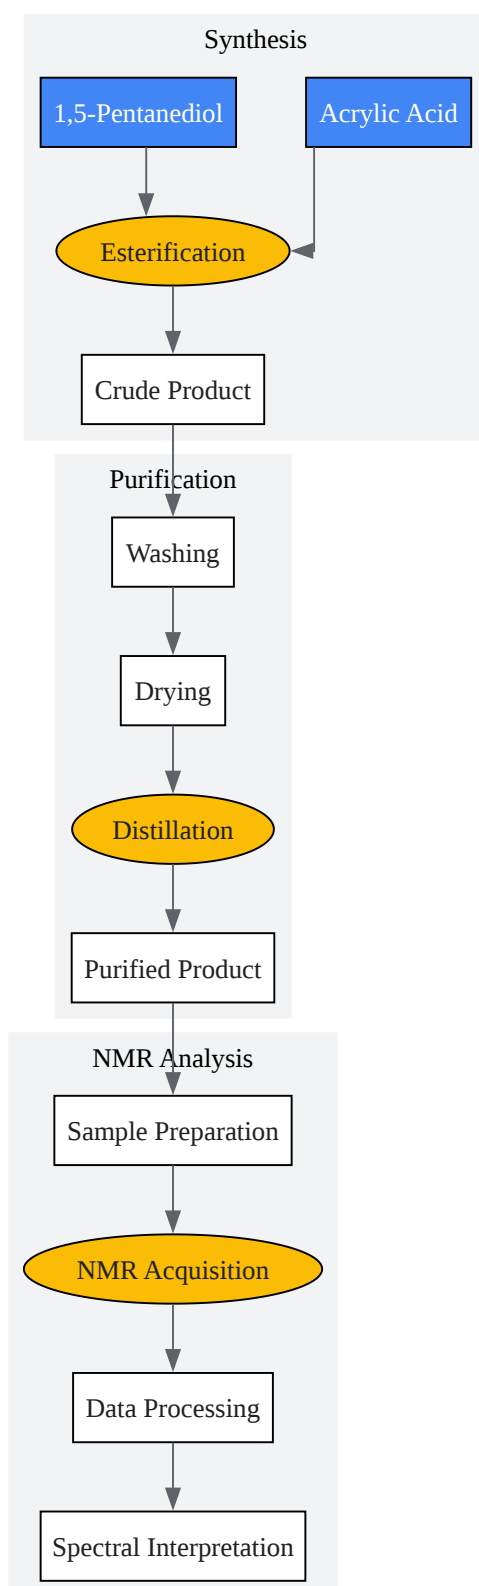 Synthesis
1,5-Pentanediol
Acrylic Acid
Esterification
Crude Product
Purification
Washing
Drying
Distillation
Purified Product
NMR Analysis
Sample Preparation
NMR Acquisition
Data Processing
Spectral Interpretation